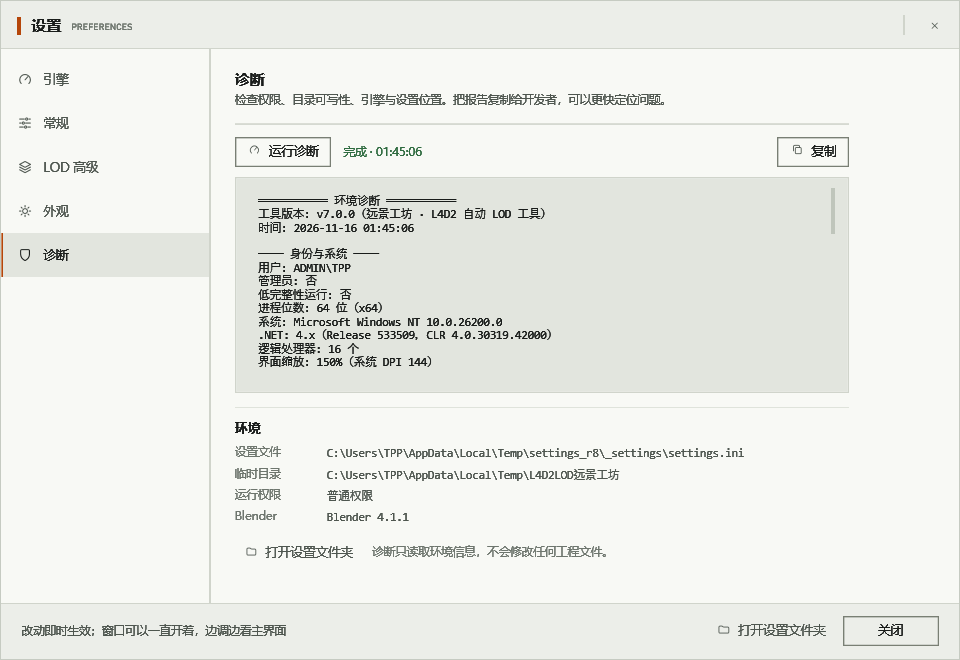 设置 PREFERENCES
引擎
常规
LOD 高级
外观
诊断
诊断
检查权限、目录可写性、引擎与设置位置。把报告复制给开发者，可以更快定位问题。
运行诊断 完成 · 01:45:06 复制
══════════ 环境诊断 ══════════
工具版本: v7.0.0（远景工坊 · L4D2 自动 LOD 工具）
时间: 2026-11-16 01:45:06
──── 身份与系统 ────
用户: ADMIN\TPP
管理员: 否
低完整性运行: 否
进程位数: 64 位（x64）
系统: Microsoft Windows NT 10.0.26200.0
.NET: 4.x（Release 533509, CLR 4.0.30319.42000）
逻辑处理器: 16 个
界面缩放: 150%（系统 DPI 144）
环境
设置文件 C:\Users\TPP\AppData\Local\Temp\settings_r8\_settings\settings.ini
临时目录 C:\Users\TPP\AppData\Local\Temp\L4D2LOD远景工坊
运行权限 普通权限
Blender Blender 4.1.1
打开设置文件夹 诊断只读取环境信息，不会修改任何工程文件。
改动即时生效；窗口可以一直开着，边调边看主界面 打开设置文件夹 关闭